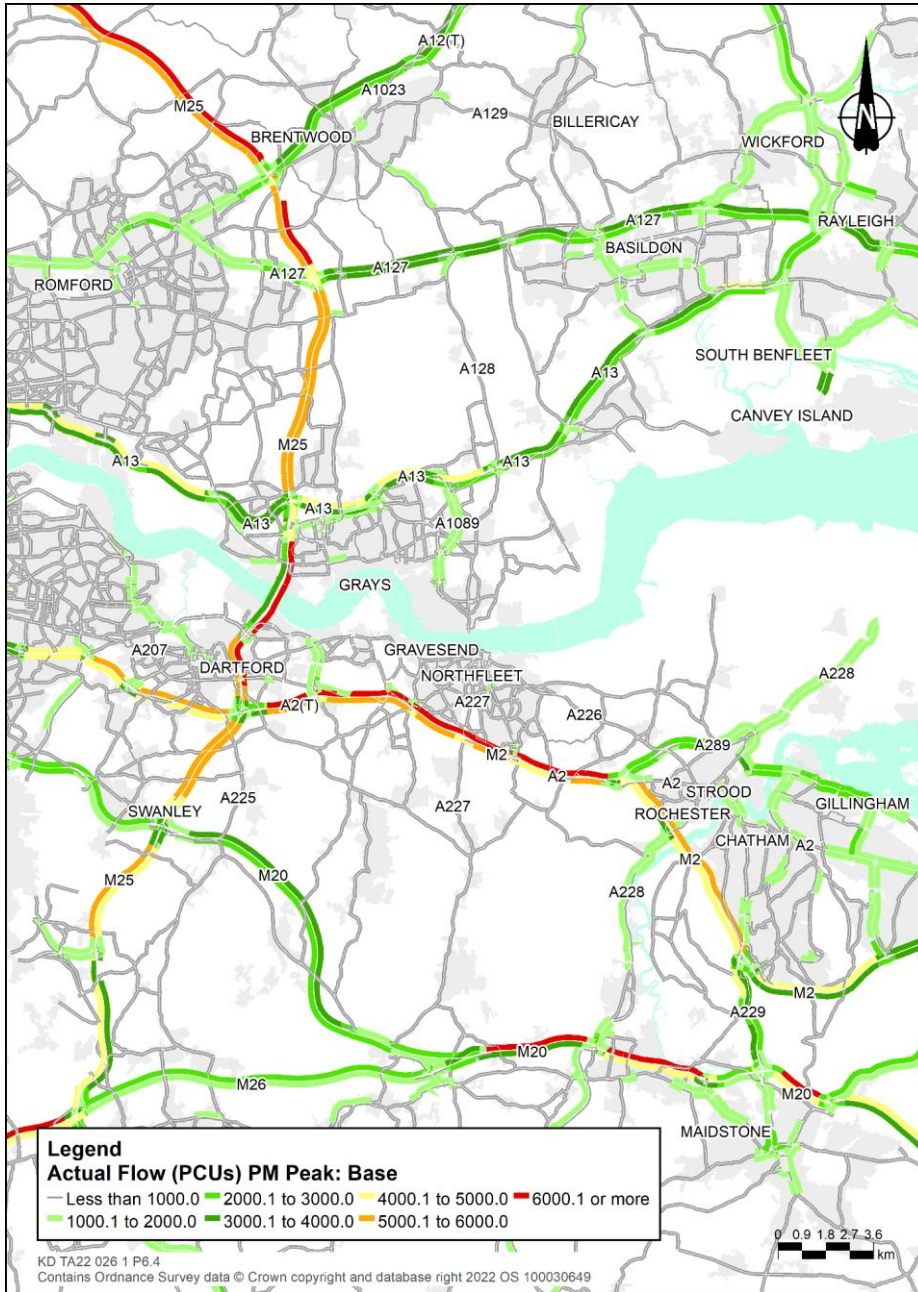 A12(T)
A1023
M25
A129
BRENTWOOD
BILLERICAY
N
WICKFORD
A127
RAYLEIGH
BASILDON
A127
A127
ROMFORD
SOUTH BENFLEET
A128
A13
CANVEY ISLAND
M25
A13
A13
A13
A13
A13
A1089
GRAYS
A207
GRAVESEND
DARTFORD
NORTHFLEET
A228
A2(T)
A227
A226
M2
A289
A2
A2
STROOD
SWANLEY
A225
A227
GILLINGHAM
ROCHESTER
CHATHAM
A2
M2
M25
M20
A228
M2
A229
M20
M26
M20
MAIDSTONE
Legend
Actual Flow (PCUs) PM Peak: Base
Less than 1000.0 2000.1 to 3000.0 4000.1 to 5000.0 6000.1 or more
1000.1 to 2000.0 3000.1 to 4000.0 5000.1 to 6000.0
0 0.9 1.8 2.7 3.6
km
KD TA22 026 1 P6.4
Contains Ordnance Survey data © Crown copyright and database right 2022 OS 100030649